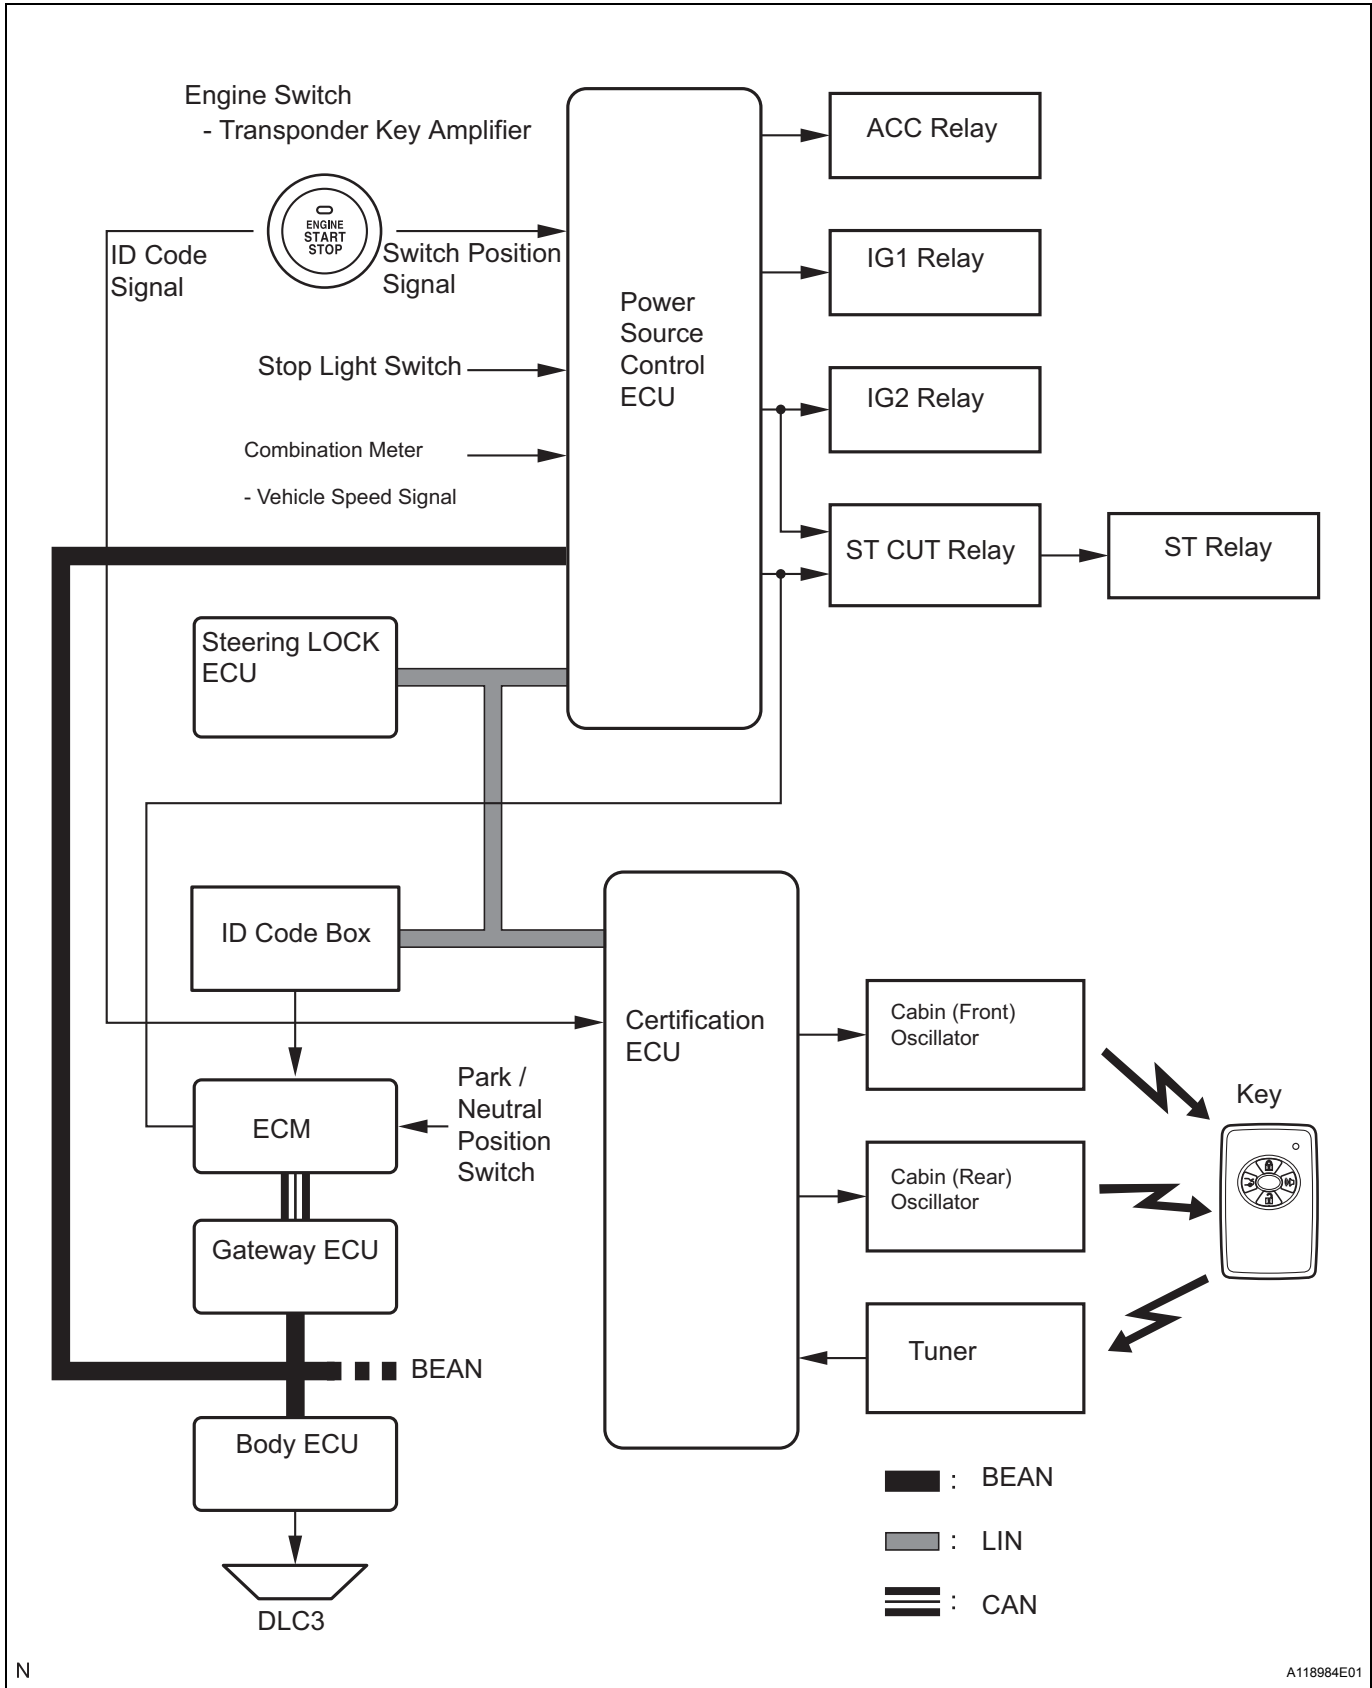 Engine Switch
- Transponder Key Amplifier
ENGINE
START
STOP
ID Code
Signal
Switch Position
Signal
Stop Light Switch
Combination Meter
- Vehicle Speed Signal
Power
Source
Control
ECU
ACC Relay
IG1 Relay
IG2 Relay
ST CUT Relay
ST Relay
Steering LOCK
ECU
ID Code Box
Certification
ECU
Cabin (Front)
Oscillator
Key
ECM
Park /
Neutral
Position
Switch
Cabin (Rear)
Oscillator
Gateway ECU
Tuner
BEAN
Body ECU
DLC3
: BEAN
: LIN
: CAN
N
A118984E01